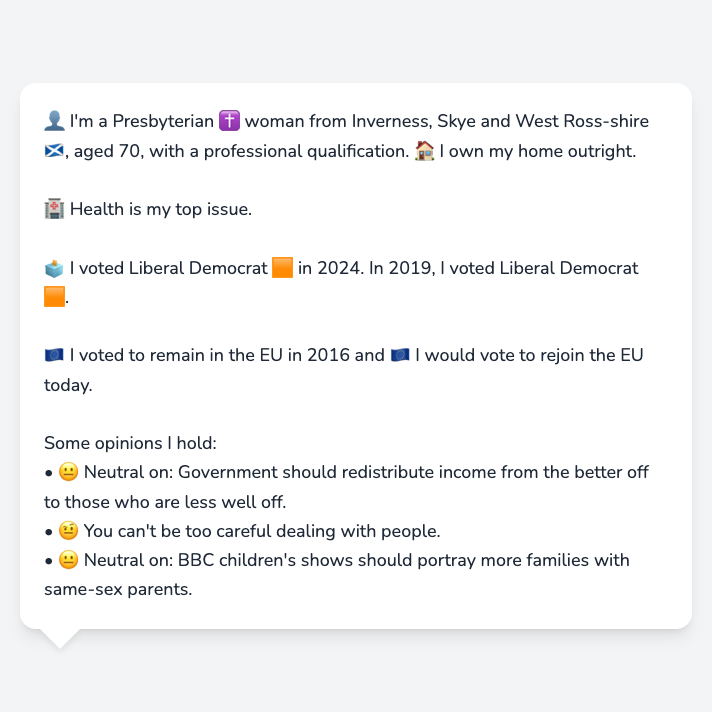 👤 I'm a Presbyterian ✝️ woman from Inverness, Skye and West Ross-shire
🏴󠁧󠁢󠁳󠁣󠁴󠁿, aged 70, with a professional qualification. 🏠 I own my home outright.
🏥 Health is my top issue.
🗳️ I voted Liberal Democrat 🟧 in 2024. In 2019, I voted Liberal Democrat
🟧.
🇪🇺 I voted to remain in the EU in 2016 and 🇪🇺 I would vote to rejoin the EU
today.
Some opinions I hold:
• 😐 Neutral on: Government should redistribute income from the better off
to those who are less well off.
• 🤨 You can't be too careful dealing with people.
• 😐 Neutral on: BBC children's shows should portray more families with
same-sex parents.